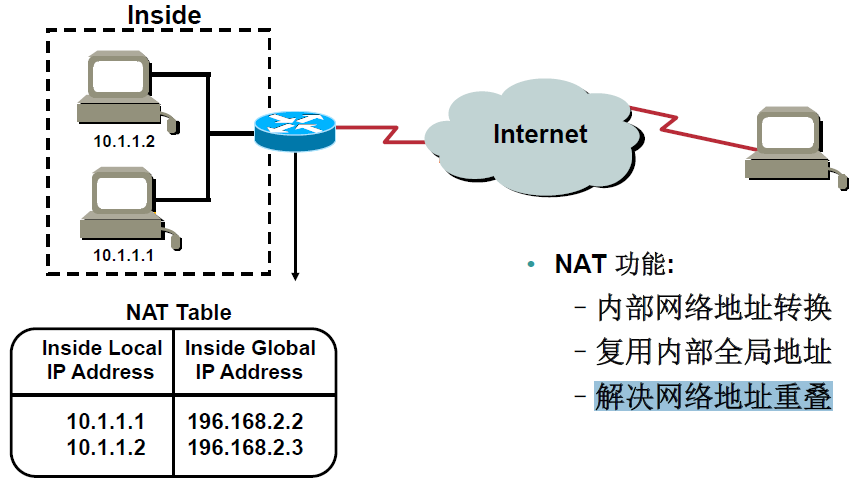 Inside
10.1.1.2
10.1.1.1
Internet
NAT Table
Inside Local
IP Address
Inside Global
IP Address
10.1.1.1 196.168.2.2
10.1.1.2 196.168.2.3
• NAT 功能:
– 内部网络地址转换
– 复用内部全局地址
– 解决网络地址重叠